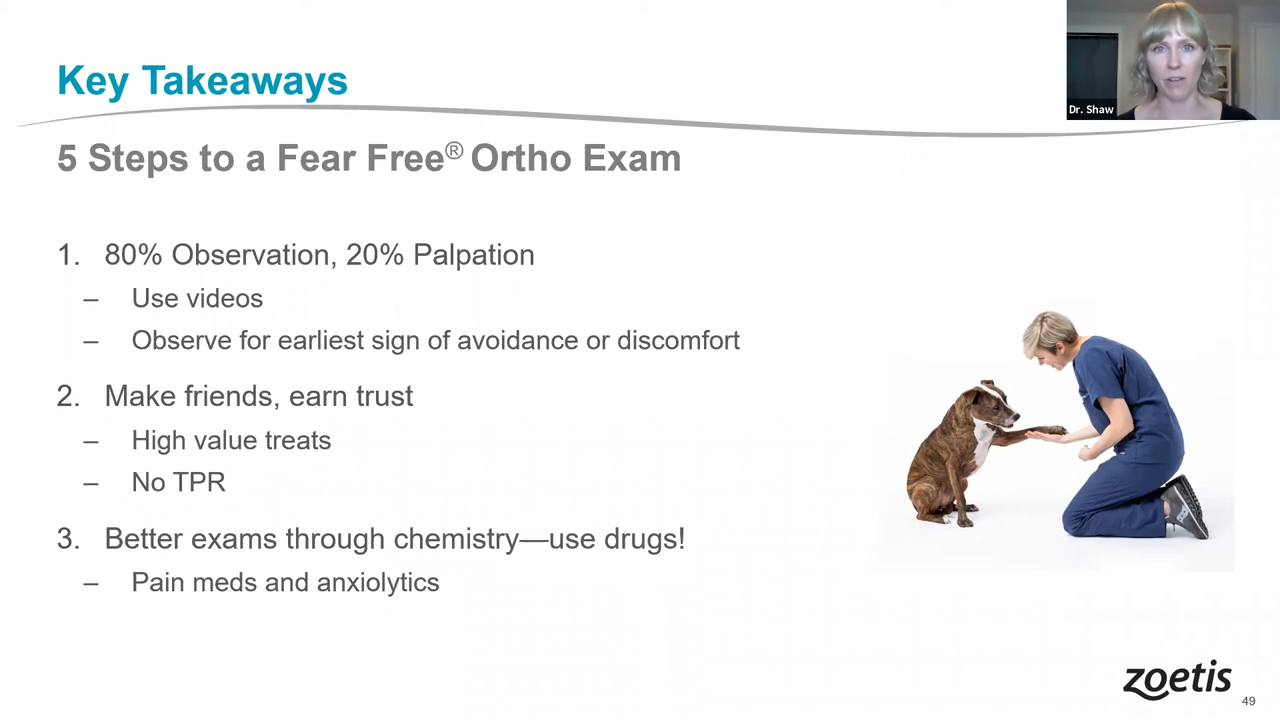 Key Takeaways
Dr. Shaw
5 Steps to a Fear Free® Ortho Exam
1. 80% Observation, 20% Palpation
– Use videos
– Observe for earliest sign of avoidance or discomfort
2. Make friends, earn trust
– High value treats
– No TPR
3. Better exams through chemistry—use drugs!
– Pain meds and anxiolytics
zoetis
49